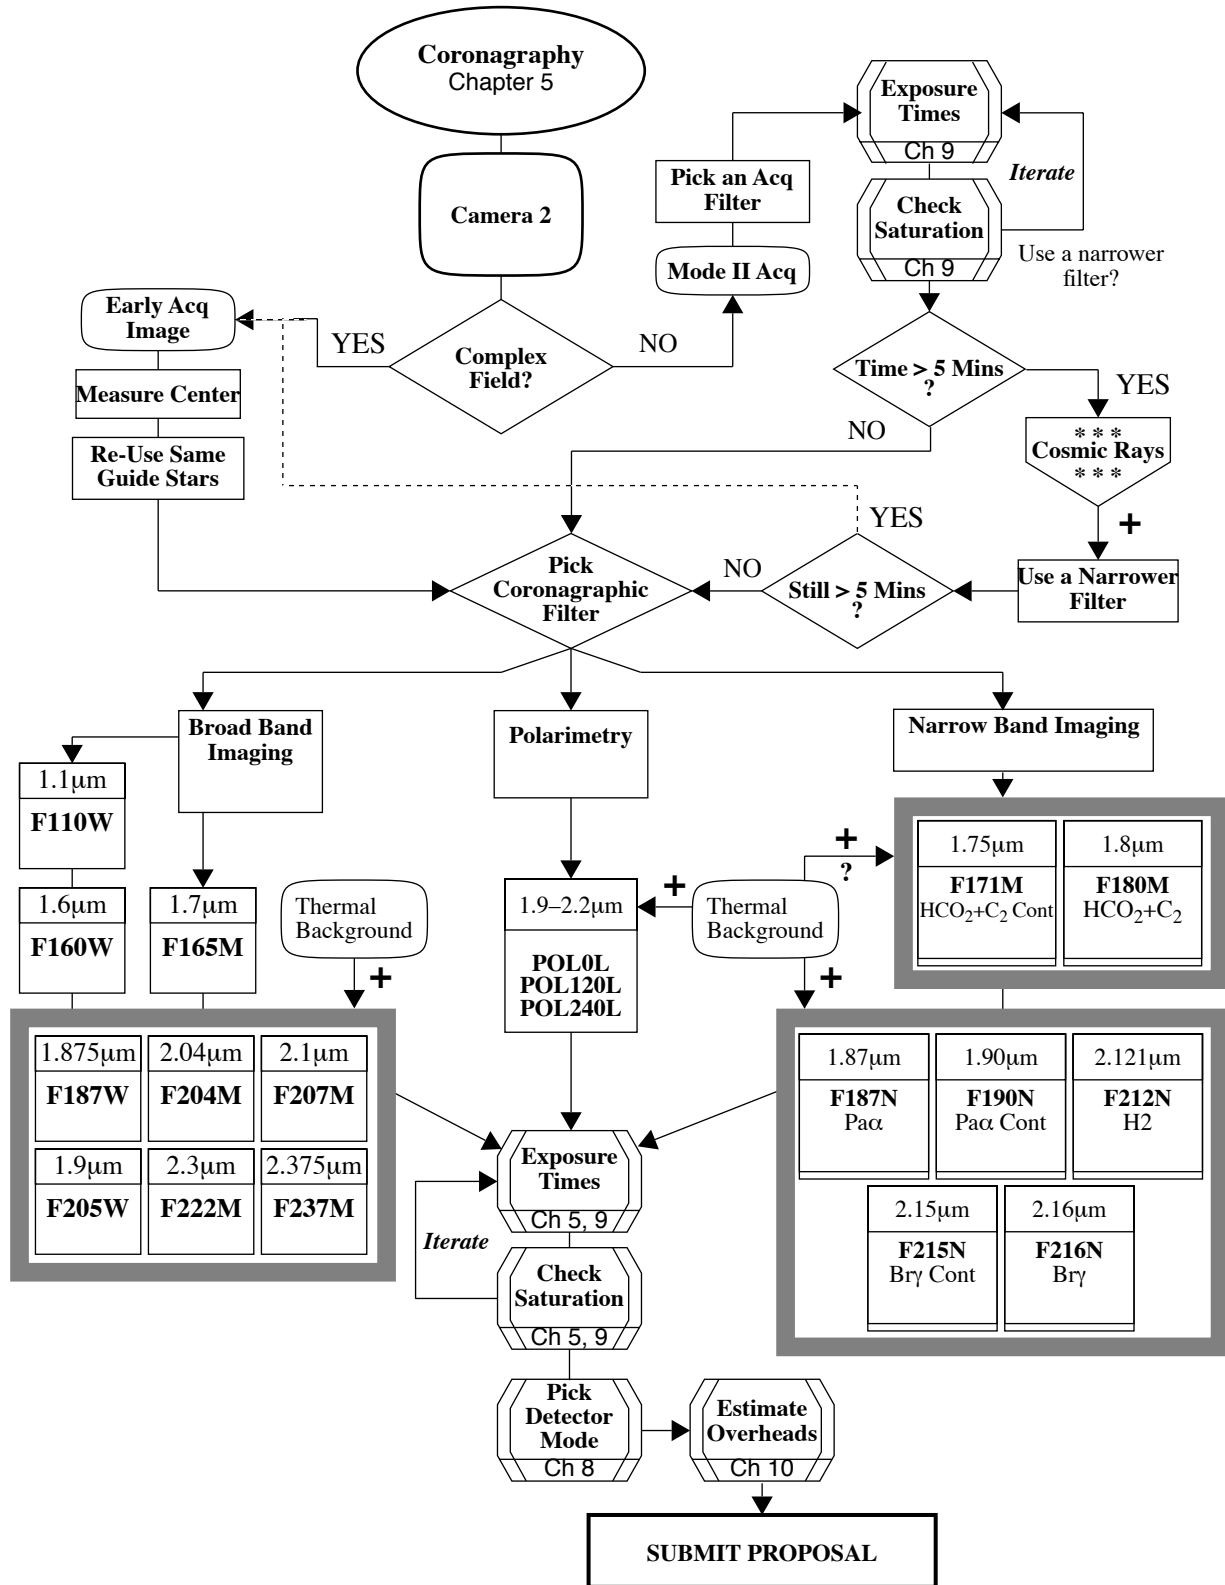 Coronagraphy
Chapter 5
Camera 2
Complex
Field?
YES
NO
Early Acq
Image
Measure Center
Re-Use Same
Guide Stars
Mode II Acq
Pick an Acq
Filter
Exposure
Times
Ch 9
Check
Saturation
Ch 9
Iterate
Use a narrower
filter?
Time > 5 Mins
?
YES
NO
* * *
Cosmic Rays
* * *
+
Use a Narrower
Filter
Still > 5 Mins
?
YES
NO
Pick
Coronagraphic
Filter
Broad Band
Imaging
Polarimetry
Narrow Band Imaging
1.1μm
F110W
1.6μm
F160W
1.7μm
F165M
Thermal
Background
+
1.875μm
F187W
2.04μm
F204M
2.1μm
F207M
1.9μm
F205W
2.3μm
F222M
2.375μm
F237M
1.9–2.2μm
POL0L
POL120L
POL240L
+
Thermal
Background
+
?
+
1.75μm
F171M
HCO₂+C₂ Cont
1.8μm
F180M
HCO₂+C₂
1.87μm
F187N
Paα
1.90μm
F190N
Paα Cont
2.121μm
F212N
H2
2.15μm
F215N
Brγ Cont
2.16μm
F216N
Brγ
Exposure
Times
Ch 5, 9
Iterate
Check
Saturation
Ch 5, 9
Pick
Detector
Mode
Ch 8
Estimate
Overheads
Ch 10
SUBMIT PROPOSAL